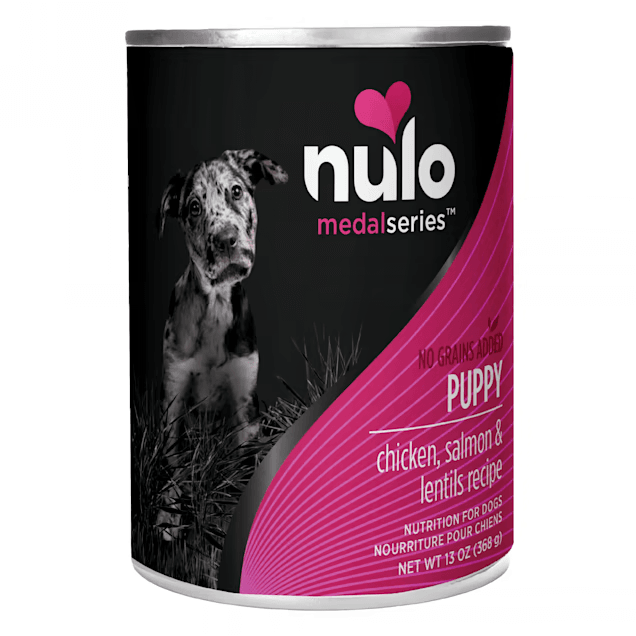 nulo
medalseries™
NO GRAINS ADDED
PUPPY
chicken, salmon &
lentils recipe
NUTRITION FOR DOGS
NOURRITURE POUR CHIENS
NET WT 13 OZ (368 g)